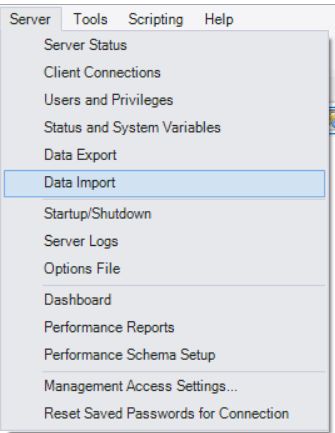 Server Tools Scripting Help
Server Status
Client Connections
Users and Privileges
Status and System Variables
Data Export
Data Import
Startup/Shutdown
Server Logs
Options File
Dashboard
Performance Reports
Performance Schema Setup
Management Access Settings...
Reset Saved Passwords for Connection